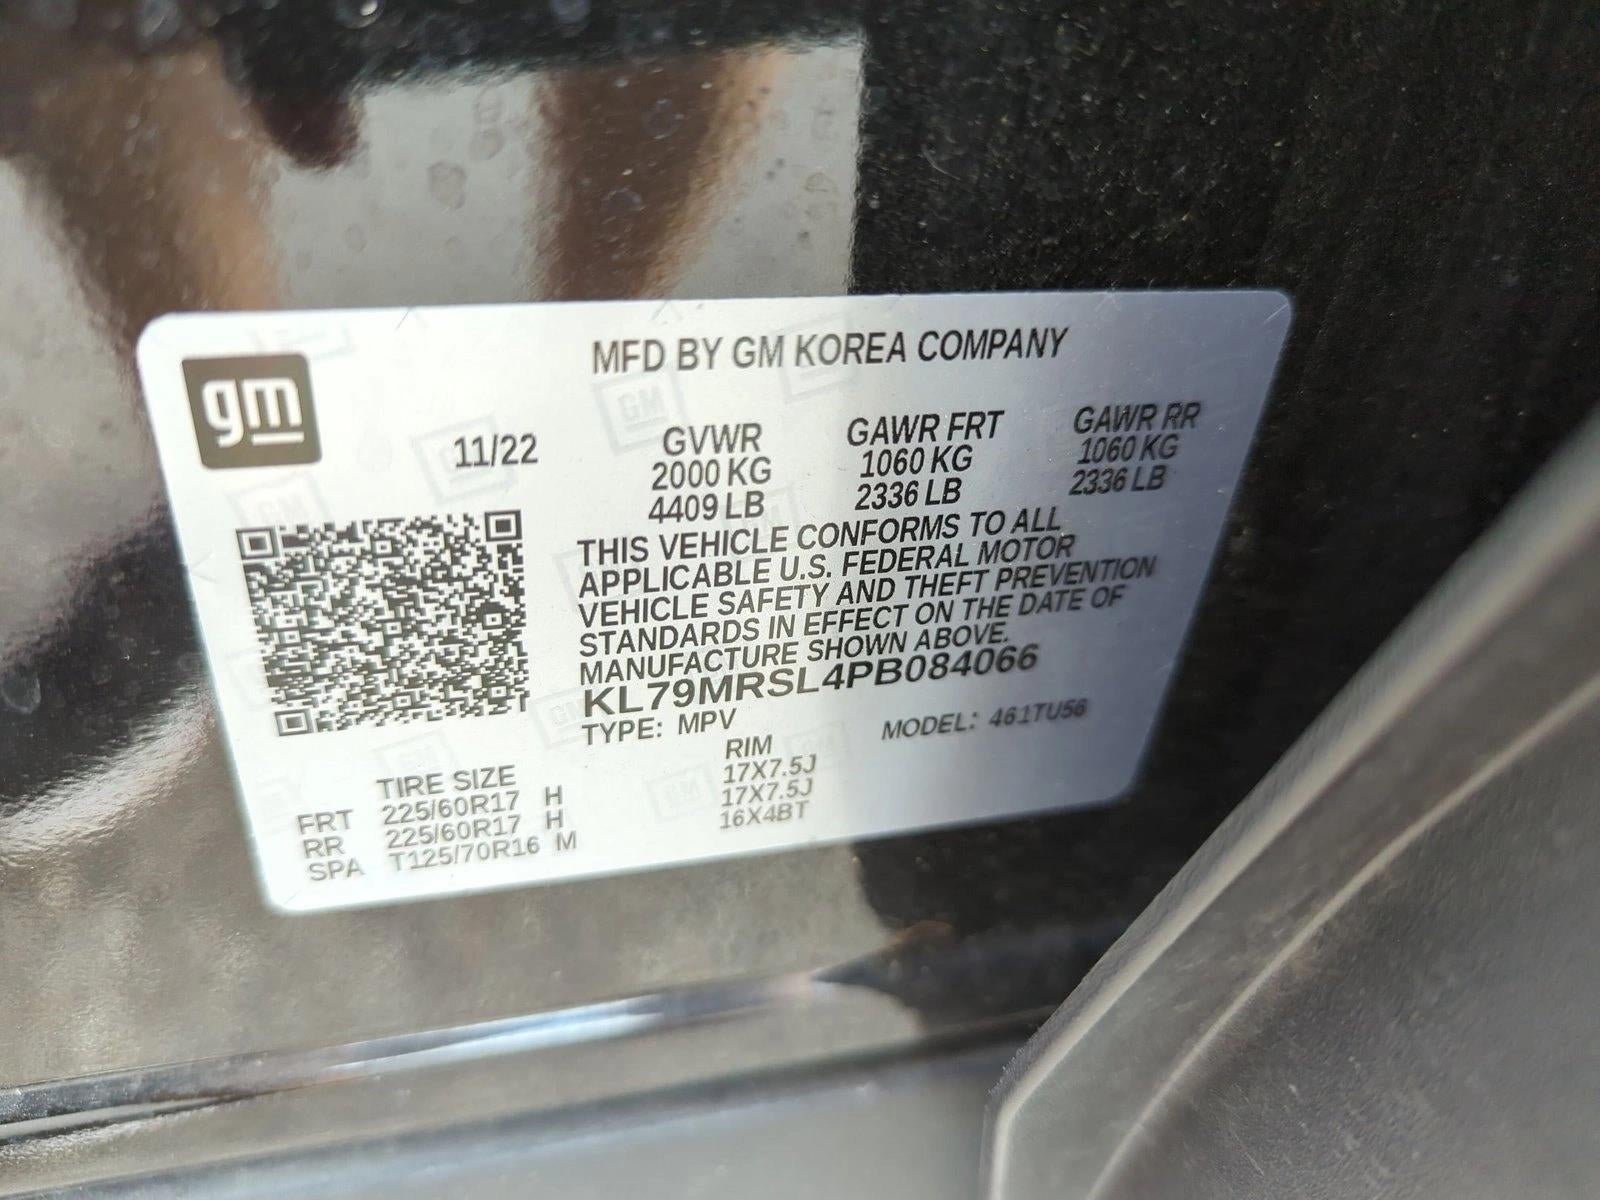 gm
MFD BY GM KOREA COMPANY
11/22 GVWR GAWR FRT GAWR RR
2000 KG 1060 KG 1060 KG
4409 LB 2336 LB 2336 LB
THIS VEHICLE CONFORMS TO ALL
APPLICABLE U.S. FEDERAL MOTOR
VEHICLE SAFETY AND THEFT PREVENTION
STANDARDS IN EFFECT ON THE DATE OF
MANUFACTURE SHOWN ABOVE.
KL79MRSL4PB084066
TYPE: MPV MODEL: 461TU56
TIRE SIZE RIM
FRT 225/60R17 H 17X7.5J
RR 225/60R17 H 17X7.5J
SPA T125/70R16 M 16X4BT